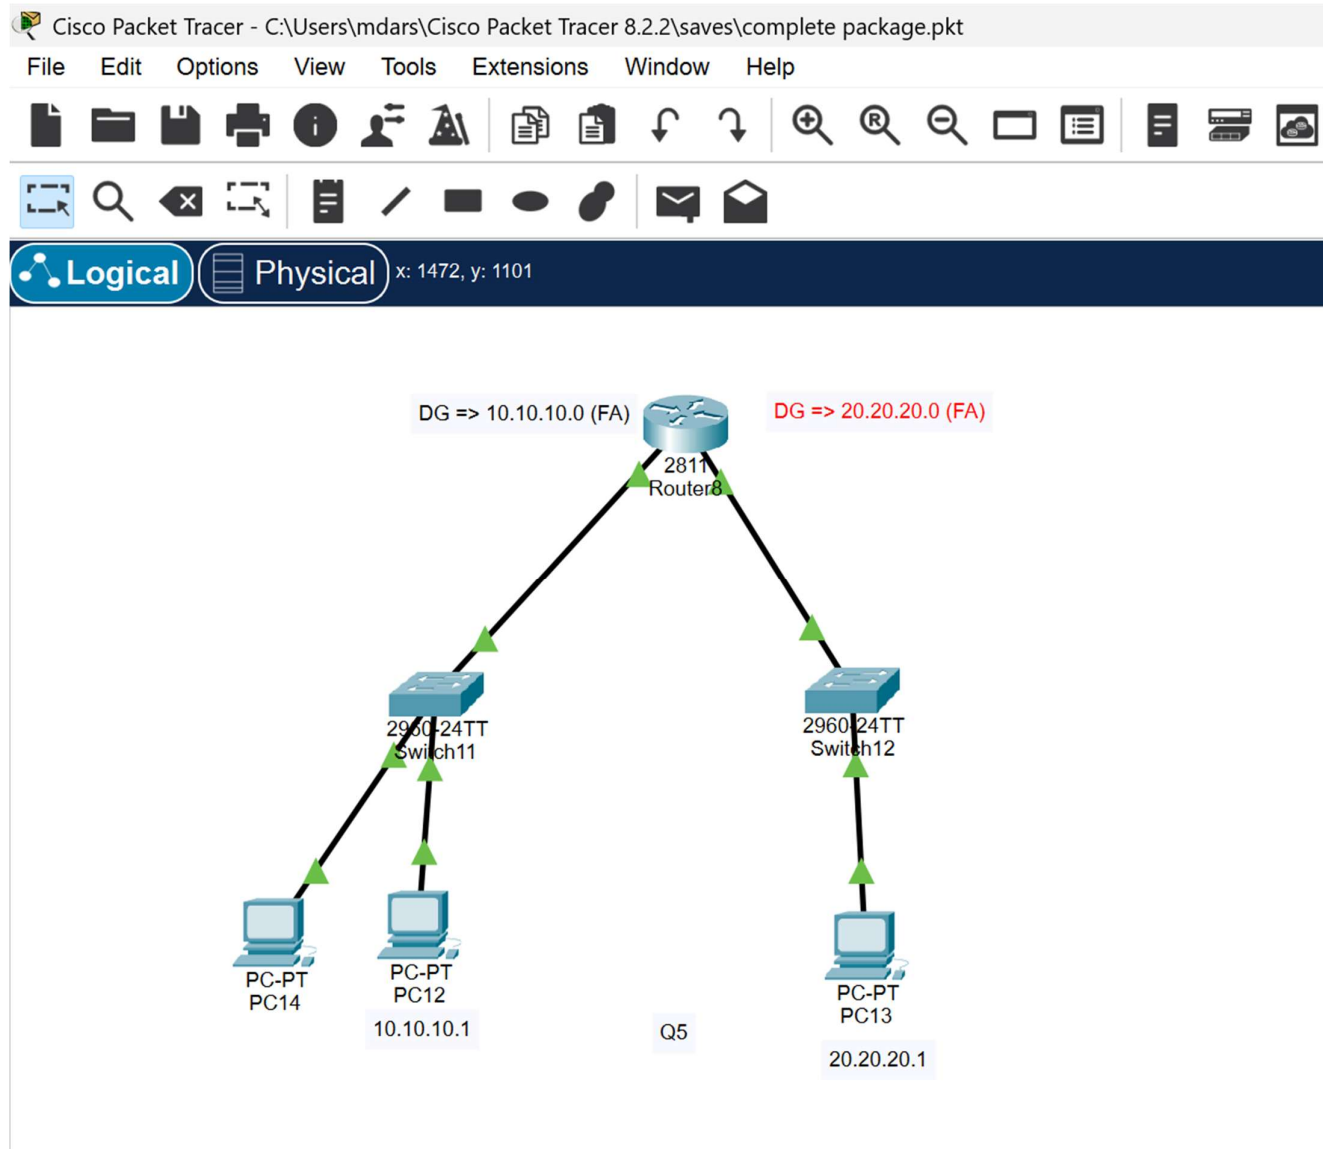 Cisco Packet Tracer - C:\Users\mdars\Cisco Packet Tracer 8.2.2\saves\complete package.pkt
File Edit Options View Tools Extensions Window Help
Logical Physical x: 1472, y: 1101
DG => 10.10.10.0 (FA)
DG => 20.20.20.0 (FA)
2811
Router8
2960-24TT
Switch11
2960-24TT
Switch12
PC-PT
PC14
PC-PT
PC12
10.10.10.1
Q5
PC-PT
PC13
20.20.20.1